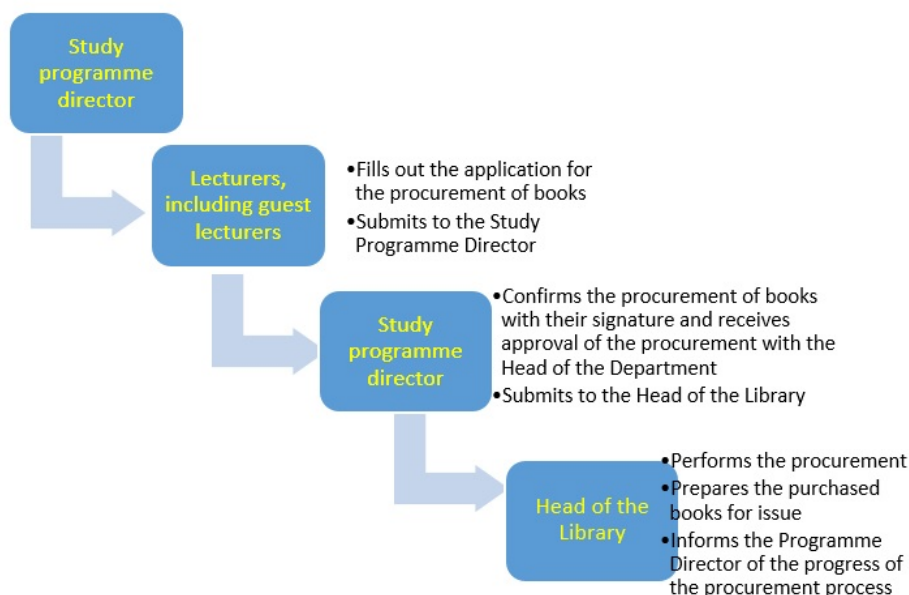 Study
programme
director
Lecturers,
including guest
lecturers
•Fills out the application for
the procurement of books
•Submits to the Study
Programme Director
Study
programme
director
•Confirms the procurement of books
with their signature and receives
approval of the procurement with the
Head of the Department
•Submits to the Head of the Library
Head of the
Library
•Performs the procurement
•Prepares the purchased
books for issue
•Informs the Programme
Director of the progress of
the procurement process